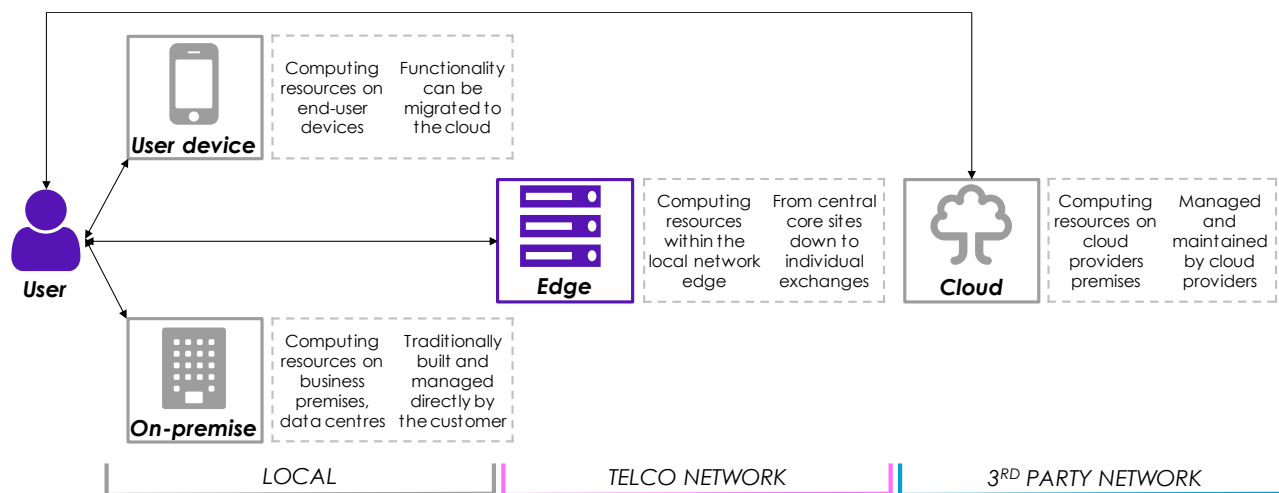 Computing
resources on
end-user
devices
Functionality
can be
migrated to
the cloud
User device
User
Computing
resources
within the
local network
edge
From central
core sites
down to
individual
exchanges
Edge
Computing
resources on
cloud
providers
premises
Managed
and
maintained
by cloud
providers
Cloud
Computing
resources on
business
premises,
data centres
Traditionally
built and
managed
directly by
the customer
On-premise
LOCAL
TELCO NETWORK
3RD PARTY NETWORK